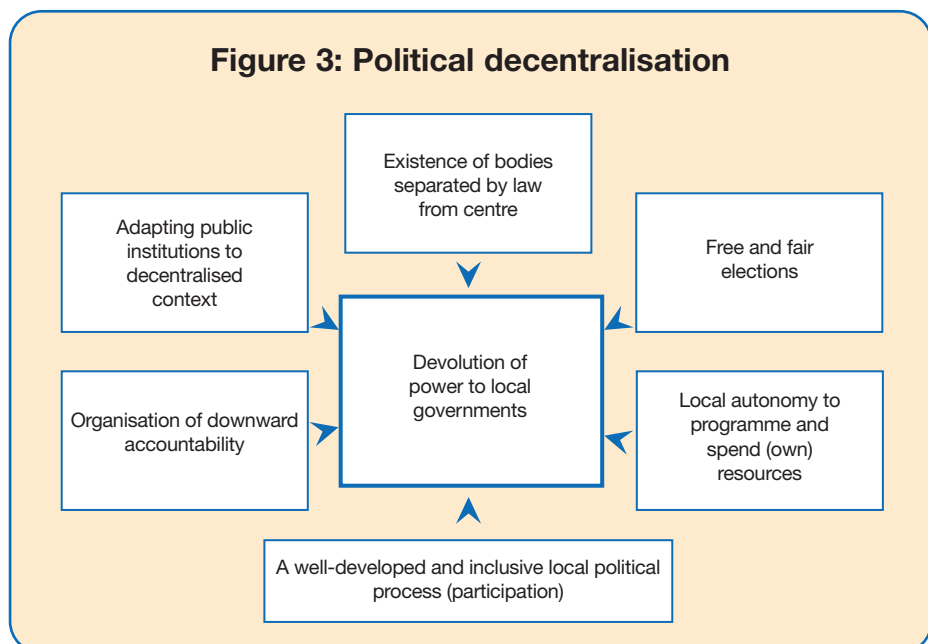 Figure 3: Political decentralisation
Existence of bodies
separated by law
from centre
Adapting public
institutions to
decentralised
context
Free and fair
elections
Devolution of
power to local
governments
Organisation of downward
accountability
Local autonomy to
programme and
spend (own)
resources
A well-developed and inclusive local political
process (participation)